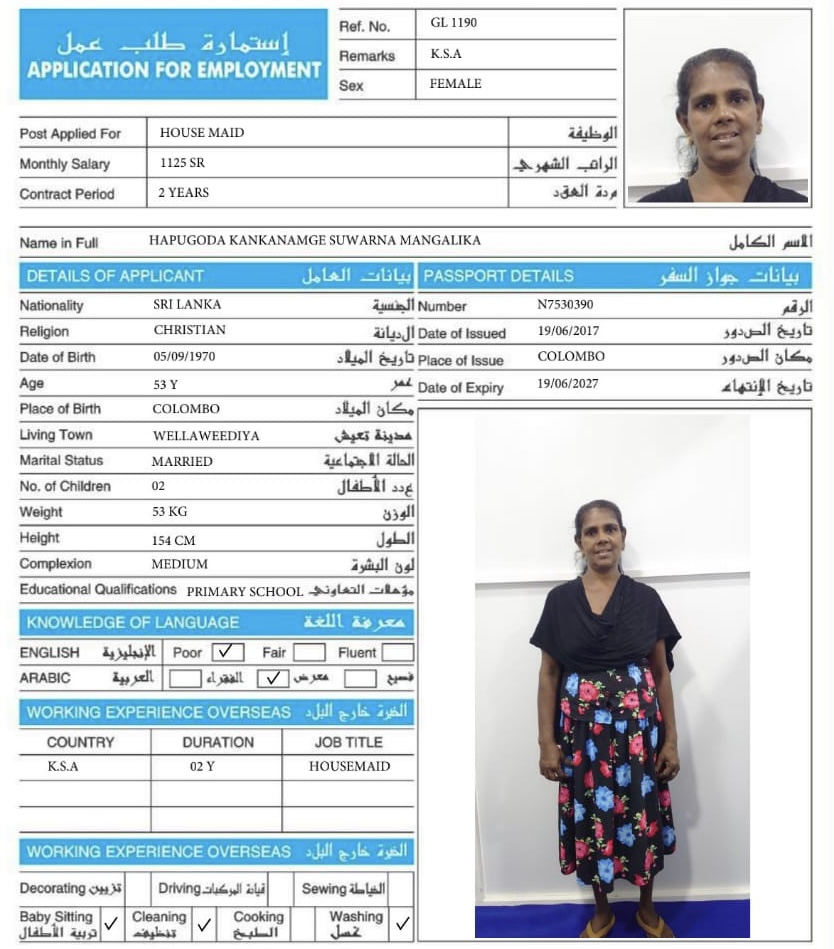 إستمارة طلب عمل
APPLICATION FOR EMPLOYMENT
Ref. No. GL 1190
Remarks K.S.A
Sex FEMALE
Post Applied For HOUSE MAID الوظيفة
Monthly Salary 1125 SR الراتب الشهري
Contract Period 2 YEARS مدة العقد
Name in Full HAPUGODA KANKANAMGE SUWARNA MANGALIKA الاسم الكامل
DETAILS OF APPLICANT بيانات العامل
Nationality SRI LANKA الجنسية
Religion CHRISTIAN الديانة
Date of Birth 05/09/1970 تاريخ الميلاد
Age 53 Y عمر
Place of Birth COLOMBO مكان الميلاد
Living Town WELLAWEEDIYA مدينة تعيش
Marital Status MARRIED الحالة الاجتماعية
No. of Children 02 عدد الأطفال
Weight 53 KG الوزن
Height 154 CM الطول
Complexion MEDIUM لون البشرة
Educational Qualifications PRIMARY SCHOOL مؤهلات التعاوني
PASSPORT DETAILS بيانات جواز السفر
Number N7530390 الرقم
Date of Issued 19/06/2017 تاريخ الصدور
Place of Issue COLOMBO مكان الصدور
Date of Expiry 19/06/2027 تاريخ الإنتهاء
KNOWLEDGE OF LANGUAGE معرفة اللغة
ENGLISH الإنجليزية Poor ✓ Fair Fluent
ARABIC العربية الفقراء ✓ معرض فصيح
WORKING EXPERIENCE OVERSEAS الخبرة خارج البلد
COUNTRY DURATION JOB TITLE
K.S.A 02 Y HOUSEMAID
WORKING EXPERIENCE OVERSEAS الخبرة خارج البلد
Decorating تزيين Driving قيادة المركبات Sewing الخياطة
Baby Sitting ✓ Cleaning ✓ Cooking Washing ✓
تربية الأطفال تنظيف الطبخ غسل